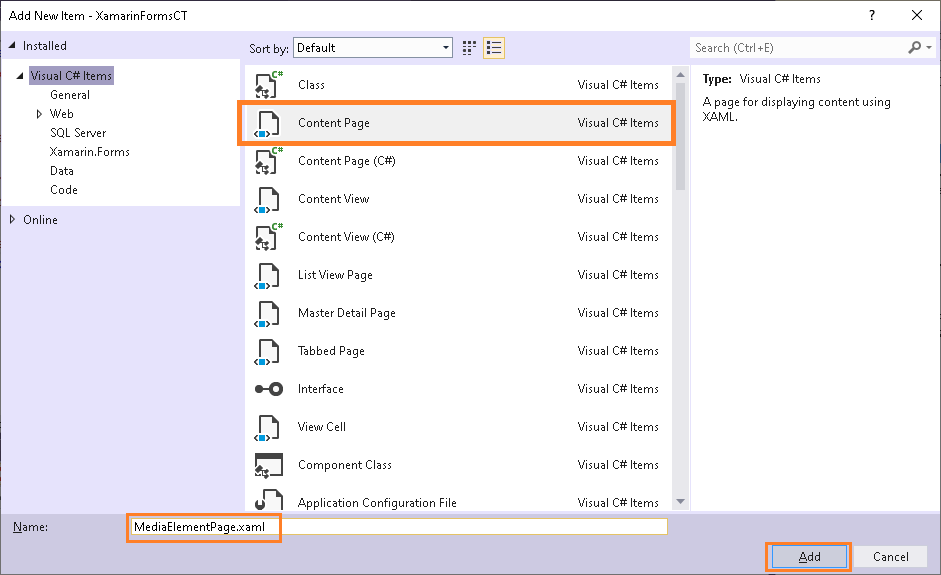 Add New Item - XamarinFormsCT
?
Installed
Sort by: Default
Search (Ctrl+E)
Visual C# Items
General
Web
SQL Server
Xamarin.Forms
Data
Code
Online
C# Class Visual C# Items
Content Page Visual C# Items
C# Content Page (C#) Visual C# Items
Content View Visual C# Items
C# Content View (C#) Visual C# Items
List View Page Visual C# Items
Master Detail Page Visual C# Items
Tabbed Page Visual C# Items
Interface Visual C# Items
View Cell Visual C# Items
Component Class Visual C# Items
Application Configuration File Visual C# Items
Type: Visual C# Items
A page for displaying content using
XAML.
Name: MediaElementPage.xaml
Add Cancel